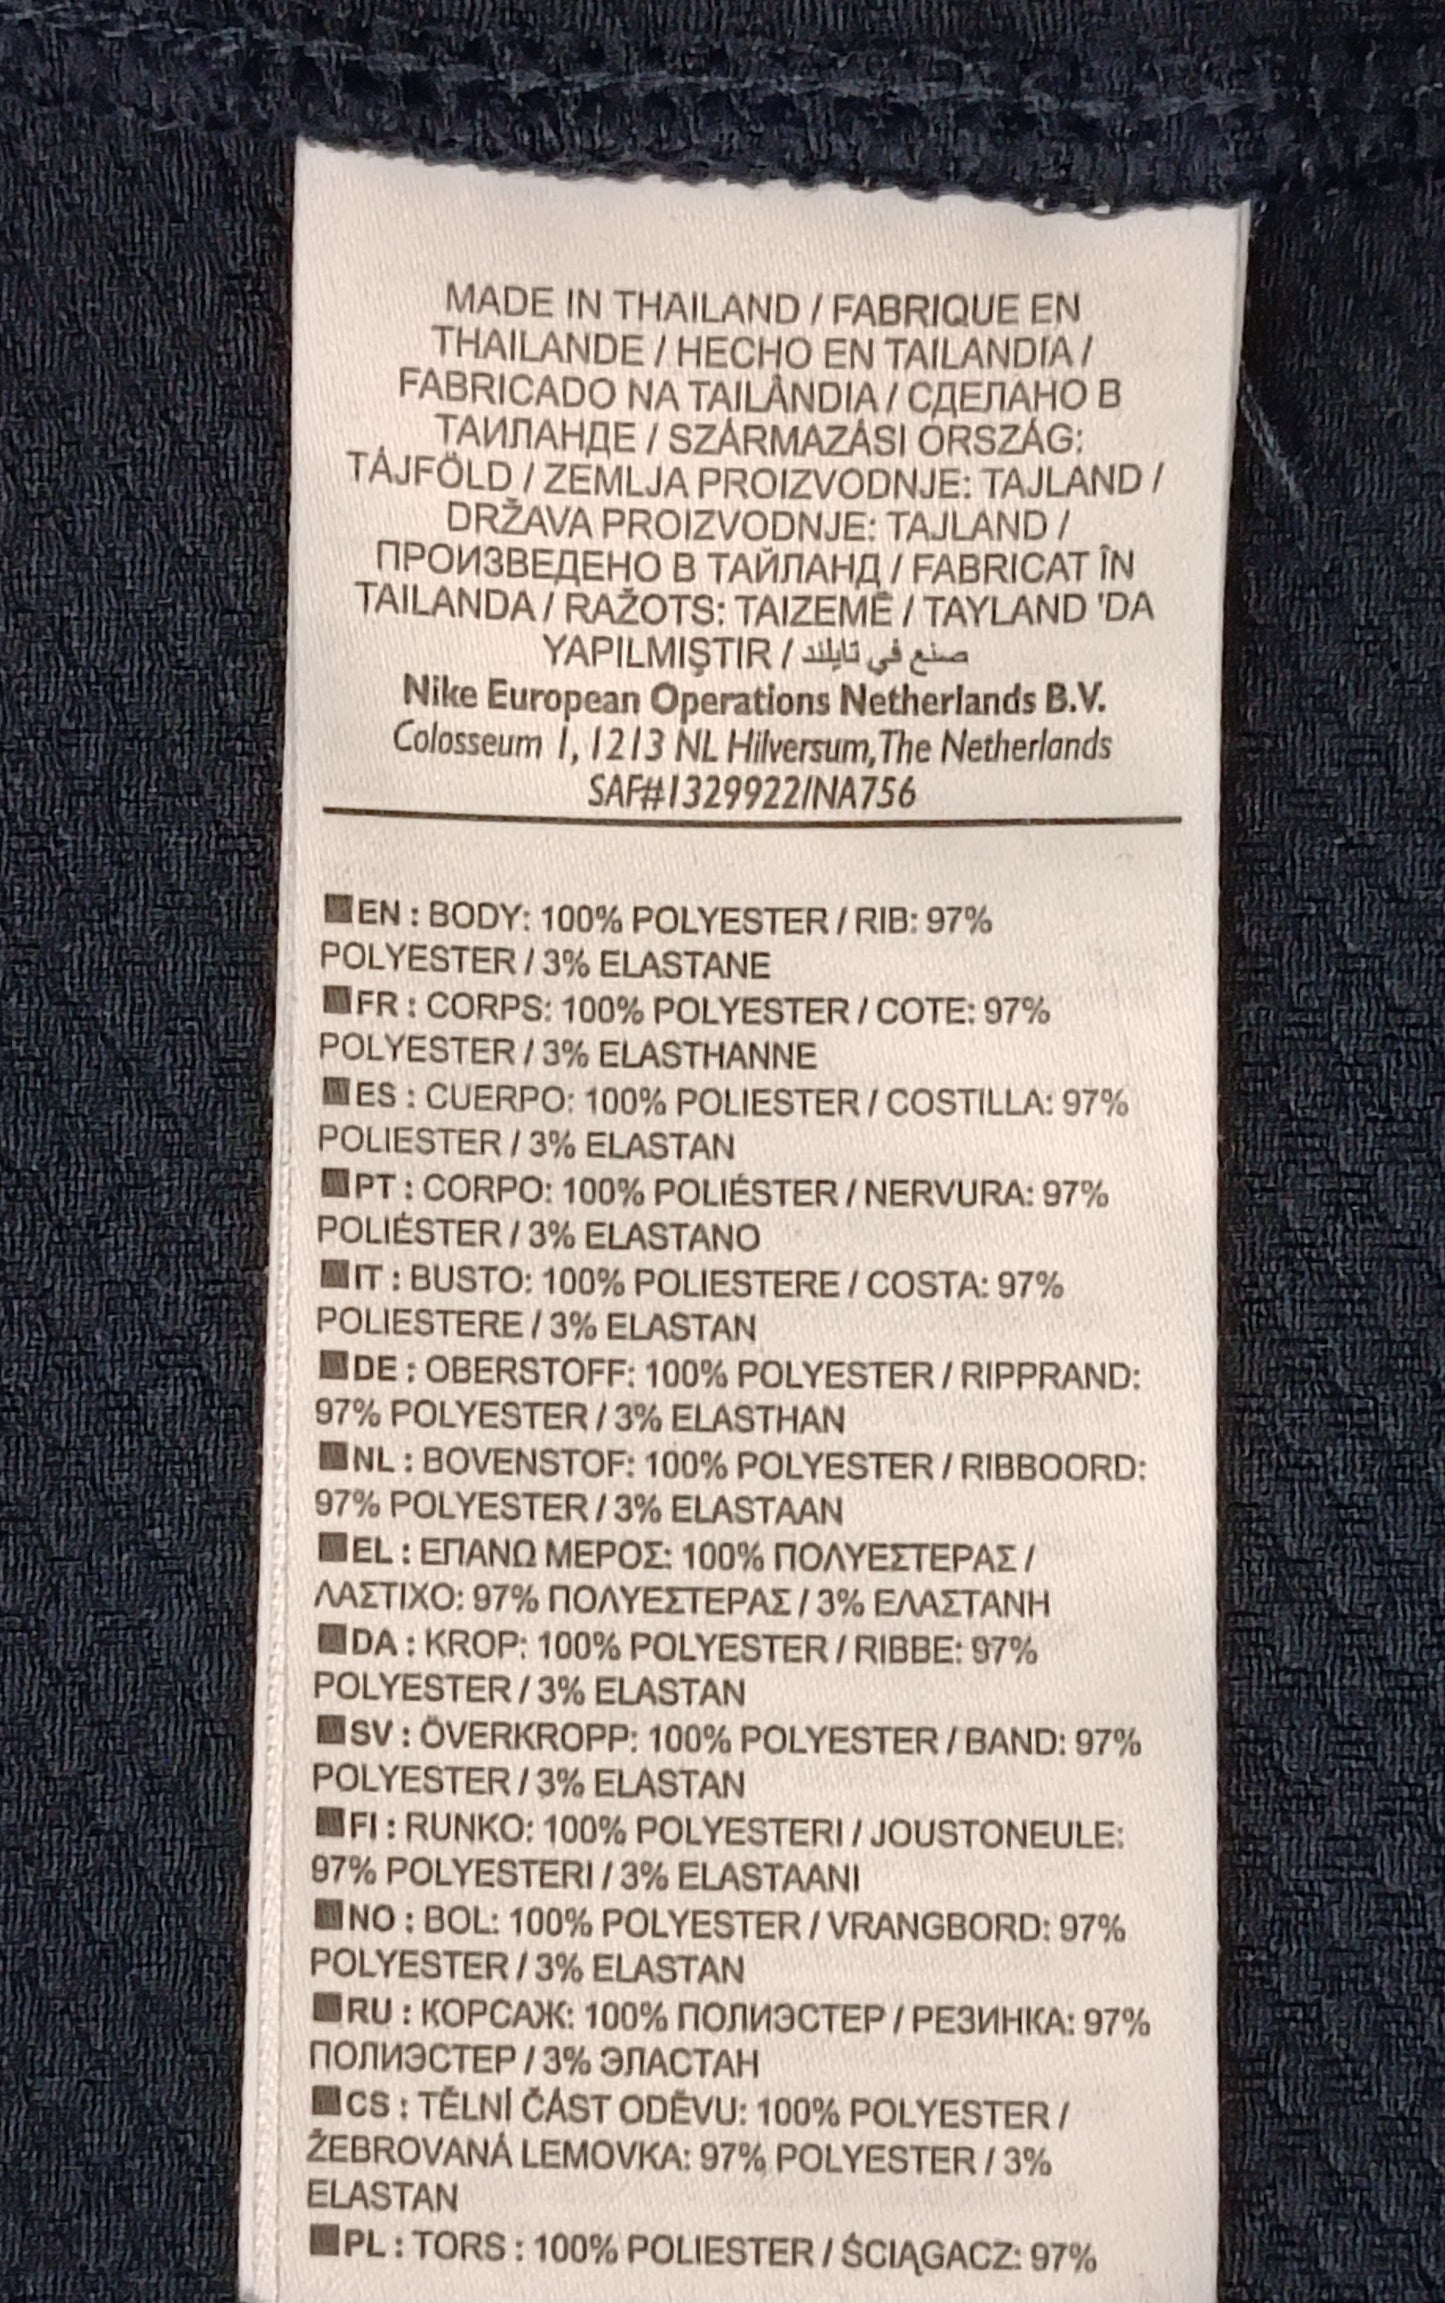 MADE IN THAILAND / FABRIQUE EN
THAILANDE / HECHO EN TAILANDIA /
FABRICADO NA TAILÂNDIA / СДЕЛАНО В
ТАИЛАНДЕ / SZÁRMAZÁSI ORSZÁG:
TÁJFÖLD / ZEMLJA PROIZVODNJE: TAJLAND /
DRŽAVA PROIZVODNJE: TAJLAND /
ПРОИЗВЕДЕНО В ТАЙЛАНД / FABRICAT ÎN
TAILANDA / RAŽOTS: TAIZEMĒ / TAYLAND 'DA
YAPILMIŞTIR / صنع في تايلند
Nike European Operations Netherlands B.V.
Colosseum 1, 1213 NL Hilversum, The Netherlands
SAF#1329922/NA756
EN : BODY: 100% POLYESTER / RIB: 97%
POLYESTER / 3% ELASTANE
FR : CORPS: 100% POLYESTER / COTE: 97%
POLYESTER / 3% ELASTHANNE
ES : CUERPO: 100% POLIESTER / COSTILLA: 97%
POLIESTER / 3% ELASTAN
PT : CORPO: 100% POLIÉSTER / NERVURA: 97%
POLIÉSTER / 3% ELASTANO
IT : BUSTO: 100% POLIESTERE / COSTA: 97%
POLIESTERE / 3% ELASTAN
DE : OBERSTOFF: 100% POLYESTER / RIPPRAND:
97% POLYESTER / 3% ELASTHAN
NL : BOVENSTOF: 100% POLYESTER / RIBBOORD:
97% POLYESTER / 3% ELASTAAN
EL : ΕΠΑΝΩ ΜΕΡΟΣ: 100% ΠΟΛΥΕΣΤΕΡΑΣ /
ΛΑΣΤΙΧΟ: 97% ΠΟΛΥΕΣΤΕΡΑΣ / 3% ΕΛΑΣΤΑΝΗ
DA : KROP: 100% POLYESTER / RIBBE: 97%
POLYESTER / 3% ELASTAN
SV : ÖVERKROPP: 100% POLYESTER / BAND: 97%
POLYESTER / 3% ELASTAN
FI : RUNKO: 100% POLYESTERI / JOUSTONEULE:
97% POLYESTERI / 3% ELASTAANI
NO : BOL: 100% POLYESTER / VRANGBORD: 97%
POLYESTER / 3% ELASTAN
RU : КОРСАЖ: 100% ПОЛИЭСТЕР / РЕЗИНКА: 97%
ПОЛИЭСТЕР / 3% ЭЛАСТАН
CS : TĚLNÍ ČÁST ODĚVU: 100% POLYESTER /
ŽEBROVANÁ LEMOVKA: 97% POLYESTER / 3%
ELASTAN
PL : TORS : 100% POLIESTER / ŚCIĄGACZ: 97%